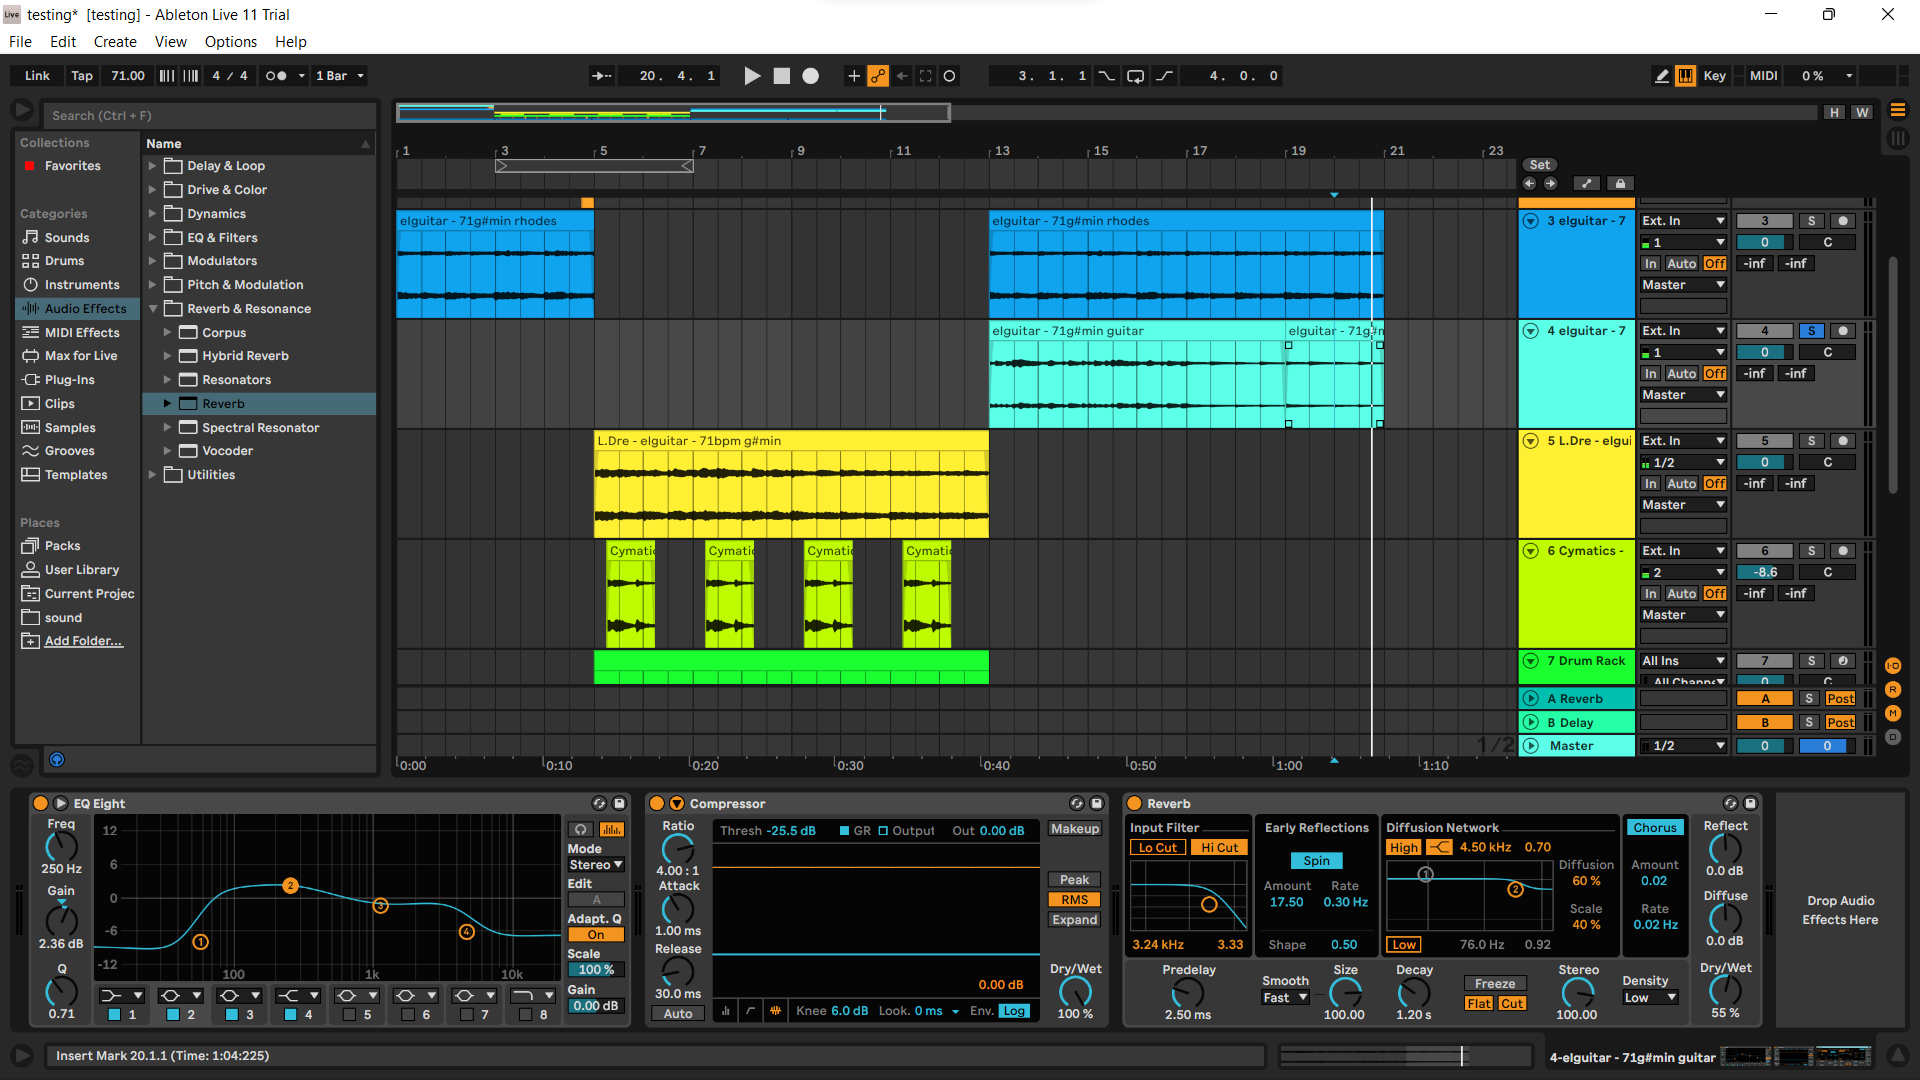 testing* [testing] - Ableton Live 11 Trial
File Edit Create View Options Help
Link Tap 71.00 4 / 4 1 Bar 20. 4. 1 3. 1. 1 4. 0. 0 Key MIDI 0 %
Search (Ctrl + F)
H W
Collections
Favorites
Categories
Sounds
Drums
Instruments
Audio Effects
MIDI Effects
Max for Live
Plug-Ins
Clips
Samples
Grooves
Templates
Places
Packs
User Library
Current Projec
sound
Add Folder...
Name
Delay & Loop
Drive & Color
Dynamics
EQ & Filters
Modulators
Pitch & Modulation
Reverb & Resonance
Corpus
Hybrid Reverb
Resonators
Reverb
Spectral Resonator
Vocoder
Utilities
1 3 5 7 9 11 13 15 17 19 21 23
Set
elguitar - 71g#min rhodes elguitar - 71g#min rhodes
3 elguitar - 7 Ext. In 3 S
1 0 C
In Auto Off -inf -inf
Master
elguitar - 71g#min guitar elguitar - 71g#n
4 elguitar - 7 Ext. In 4 S
1 0 C
In Auto Off -inf -inf
Master
L.Dre - elguitar - 71bpm g#min
5 L.Dre - elgui Ext. In 5 S
1/2 0 C
In Auto Off -inf -inf
Master
Cymatic Cymatic Cymatic Cymatic
6 Cymatics - Ext. In 6 S
2 -8.6 C
In Auto Off -inf -inf
Master
7 Drum Rack All Ins 7 S
All Channe 0 C
A Reverb A S Post
B Delay B S Post
1/2 Master 1/2 0 0
0:00 0:10 0:20 0:30 0:40 0:50 1:00 1:10
I·O
R
M
D
EQ Eight
Freq
250 Hz
Gain
2.36 dB
Q
0.71
12
6
0
-6
-12
100 1k 10k
1 2 3 4
1 2 3 4 5 6 7 8
Mode
Stereo
Edit
A
Adapt. Q
On
Scale
100 %
Gain
0.00 dB
Compressor
Ratio
4.00 : 1
Attack
1.00 ms
Release
30.0 ms
Auto
Thresh -25.5 dB GR Output Out 0.00 dB
0.00 dB
Knee 6.0 dB Look. 0 ms Env. Log
Makeup
Peak
RMS
Expand
Dry/Wet
100 %
Reverb
Input Filter
Lo Cut Hi Cut
3.24 kHz 3.33
Early Reflections
Spin
Amount Rate
17.50 0.30 Hz
Shape 0.50
Diffusion Network
High 4.50 kHz 0.70
1 2
Diffusion
60 %
Scale
40 %
Low 76.0 Hz 0.92
Chorus
Amount
0.02
Rate
0.02 Hz
Reflect
0.0 dB
Diffuse
0.0 dB
Dry/Wet
55 %
Predelay
2.50 ms
Smooth
Fast
Size
100.00
Decay
1.20 s
Freeze
Flat Cut
Stereo
100.00
Density
Low
Drop Audio
Effects Here
Insert Mark 20.1.1 (Time: 1:04:225)
4-elguitar - 71g#min guitar